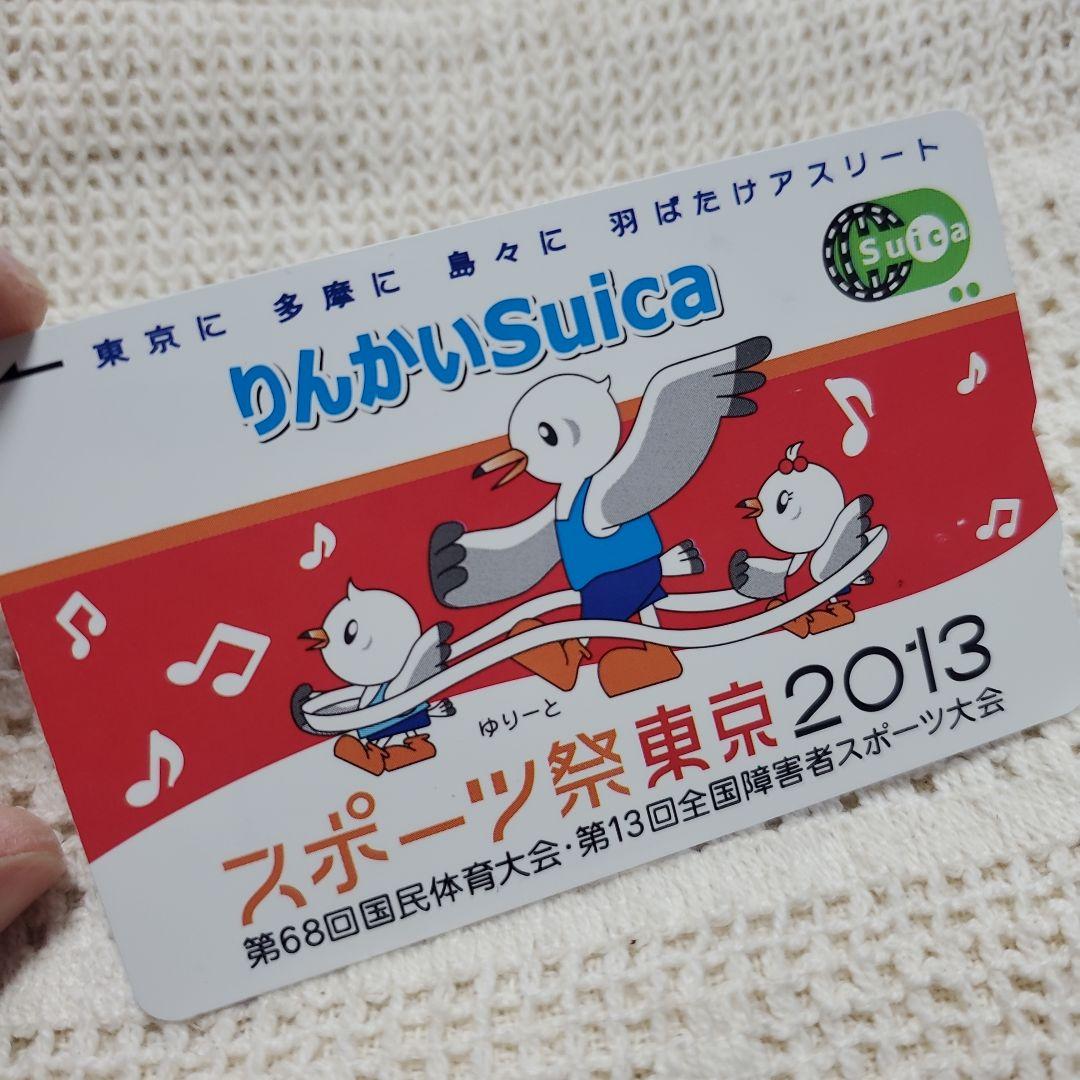 東京に 多摩に 島々に 羽ばたけアスリート
Suica
りんかいSuica
ゆりーと
スポーツ祭東京2013
第68回国民体育大会・第13回全国障害者スポーツ大会